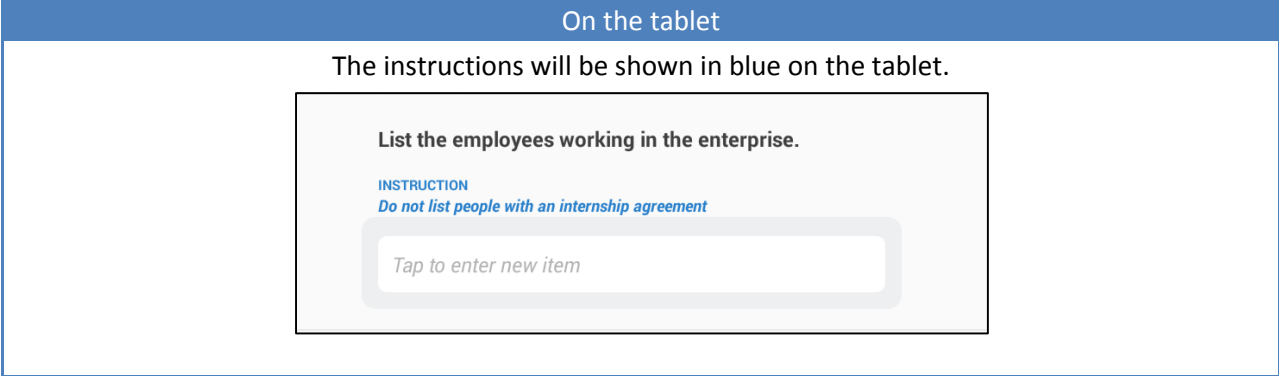 On the tablet
The instructions will be shown in blue on the tablet.
List the employees working in the enterprise.
INSTRUCTION
Do not list people with an internship agreement
Tap to enter new item